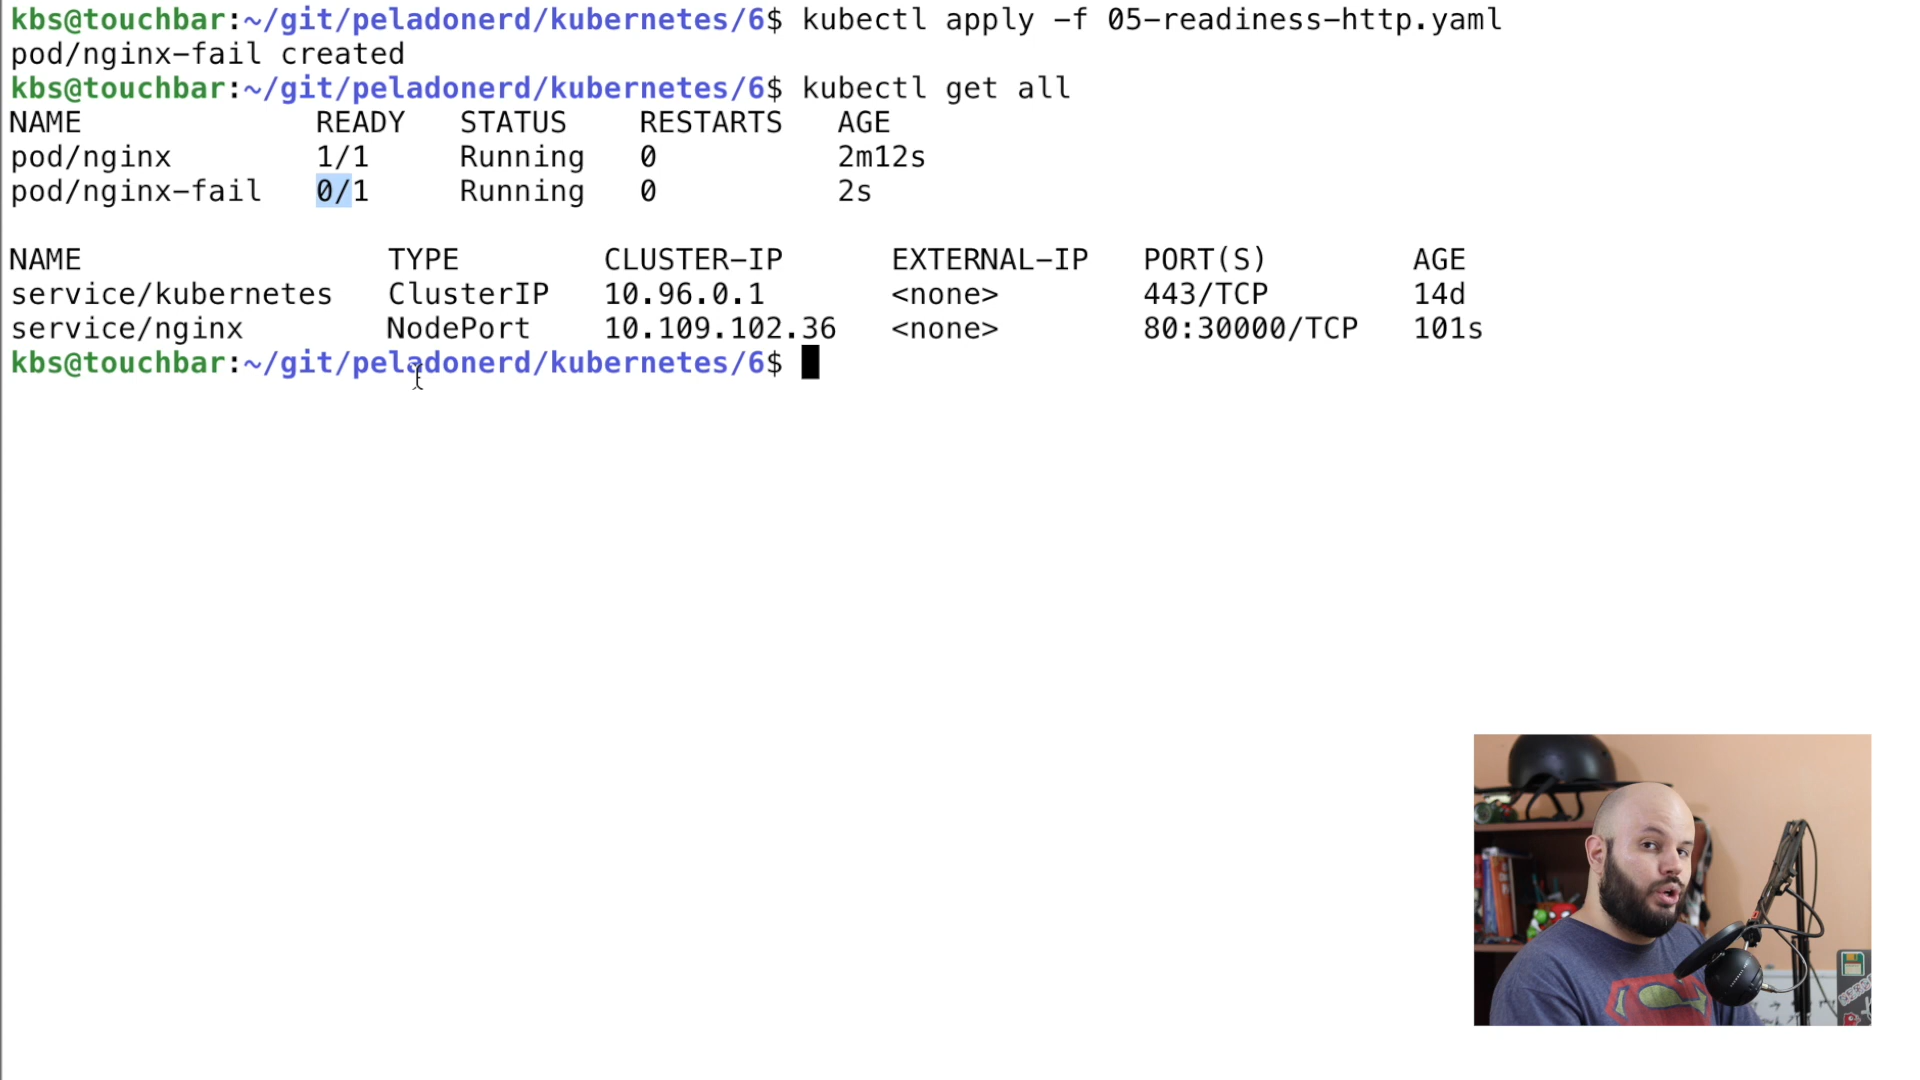 kbs@touchbar:~/git/peladonerd/kubernetes/6$ kubectl apply -f 05-readiness-http.yaml
pod/nginx-fail created
kbs@touchbar:~/git/peladonerd/kubernetes/6$ kubectl get all
NAME READY STATUS RESTARTS AGE
pod/nginx 1/1 Running 0 2m12s
pod/nginx-fail 0/1 Running 0 2s
NAME TYPE CLUSTER-IP EXTERNAL-IP PORT(S) AGE
service/kubernetes ClusterIP 10.96.0.1 <none> 443/TCP 14d
service/nginx NodePort 10.109.102.36 <none> 80:30000/TCP 101s
kbs@touchbar:~/git/peladonerd/kubernetes/6$